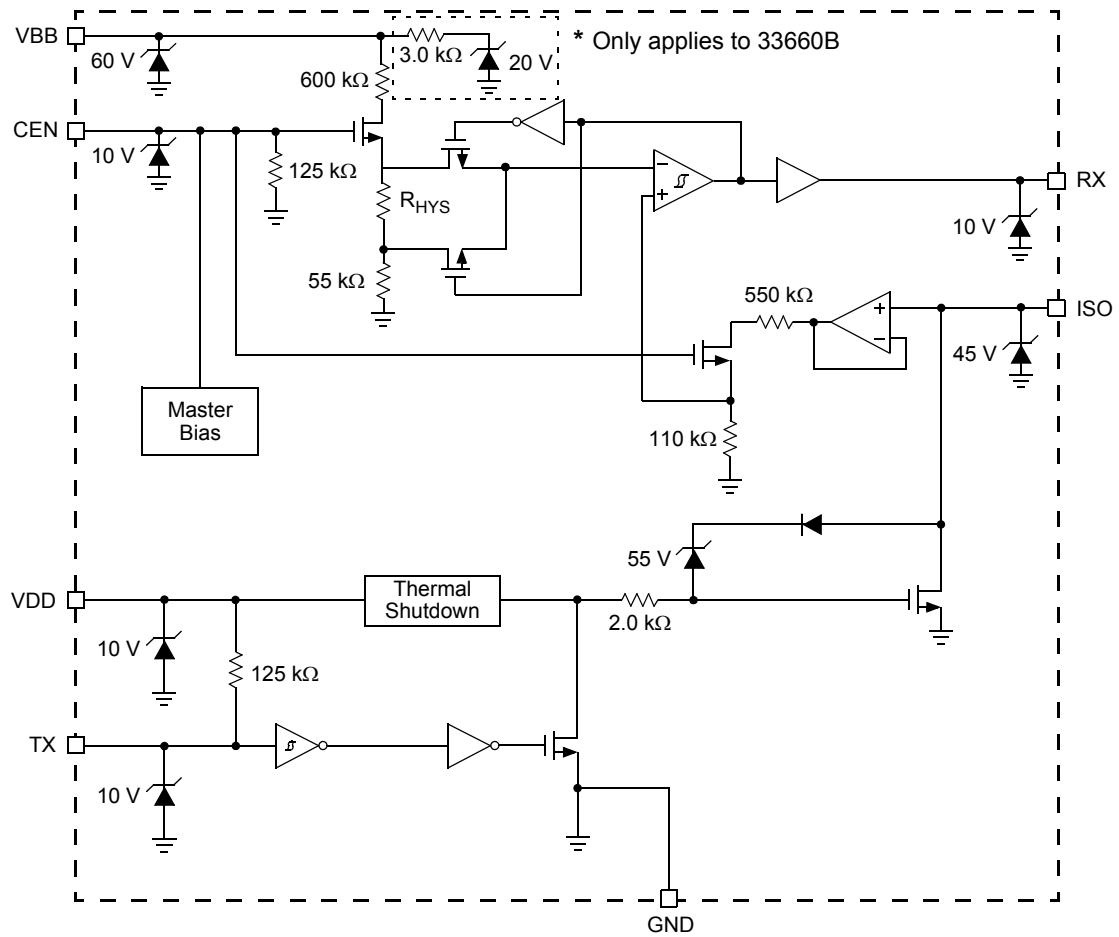 VBB
60 V
3.0 kΩ
20 V
* Only applies to 33660B
600 kΩ
CEN
10 V
125 kΩ
RHYS
55 kΩ
−
+
RX
10 V
550 kΩ
+
−
ISO
45 V
Master
Bias
110 kΩ
55 V
VDD
Thermal
Shutdown
2.0 kΩ
10 V
125 kΩ
TX
10 V
GND